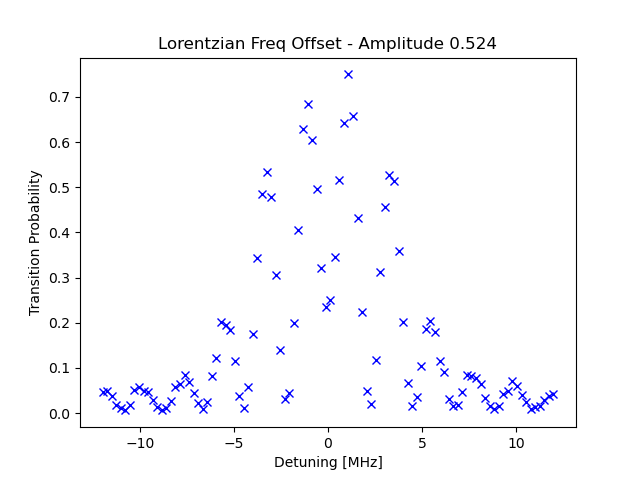 Lorentzian Freq Offset - Amplitude 0.524
Transition Probability
0.7
0.6
0.5
0.4
0.3
0.2
0.1
0.0
−10 −5 0 5 10
Detuning [MHz]